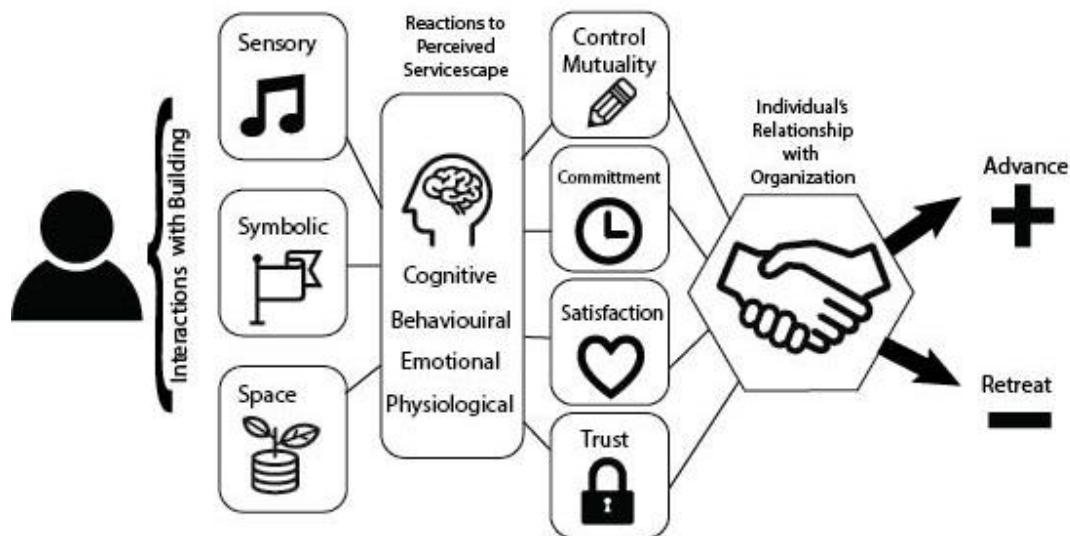 Interactions with Building
Sensory
Symbolic
Space
Reactions to
Perceived
Servicescape
Cognitive
Behaviouiral
Emotional
Physiological
Control
Mutuality
Committment
Satisfaction
Trust
Individual's
Relationship
with
Organization
Advance
Retreat